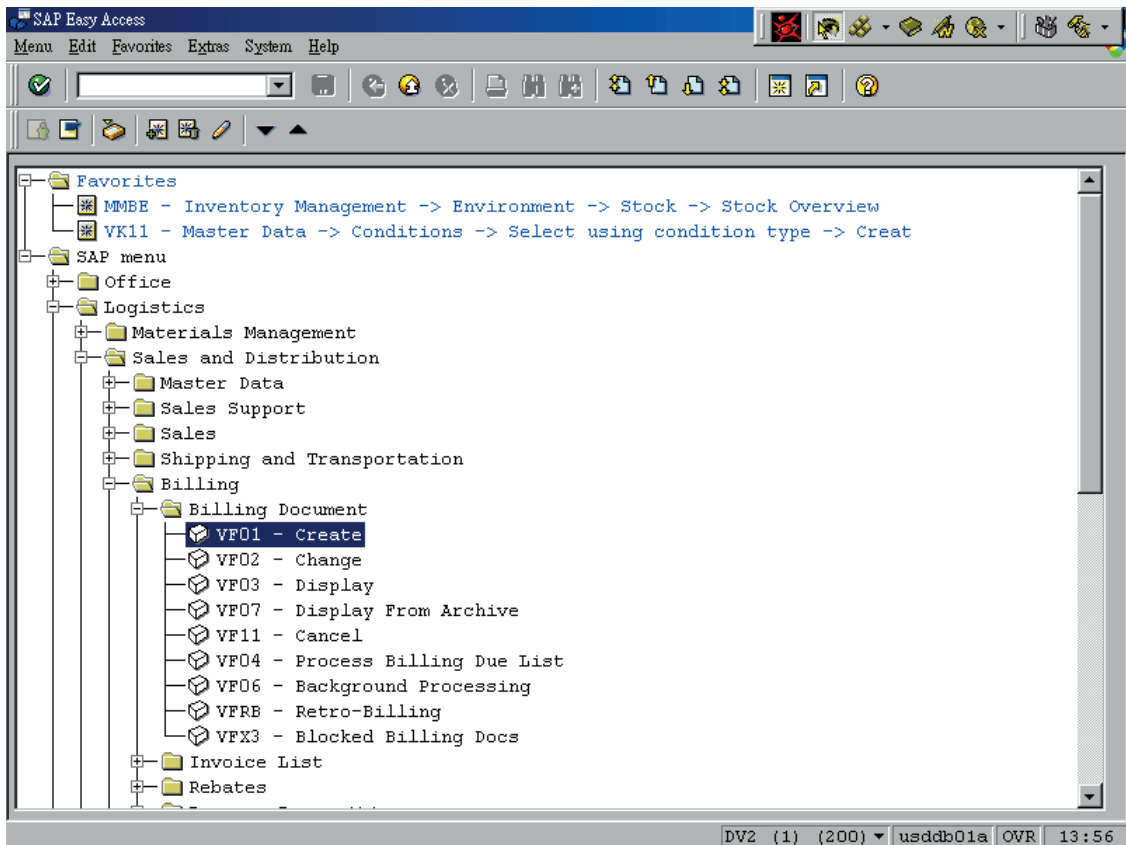 SAP Easy Access
Menu Edit Favorites Extras System Help
Favorites
MMBE - Inventory Management -> Environment -> Stock -> Stock Overview
VK11 - Master Data -> Conditions -> Select using condition type -> Creat
SAP menu
Office
Logistics
Materials Management
Sales and Distribution
Master Data
Sales Support
Sales
Shipping and Transportation
Billing
Billing Document
VF01 - Create
VF02 - Change
VF03 - Display
VF07 - Display From Archive
VF11 - Cancel
VF04 - Process Billing Due List
VF06 - Background Processing
VFRB - Retro-Billing
VFX3 - Blocked Billing Docs
Invoice List
Rebates
DV2 (1) (200) usddb01a OVR 13:56